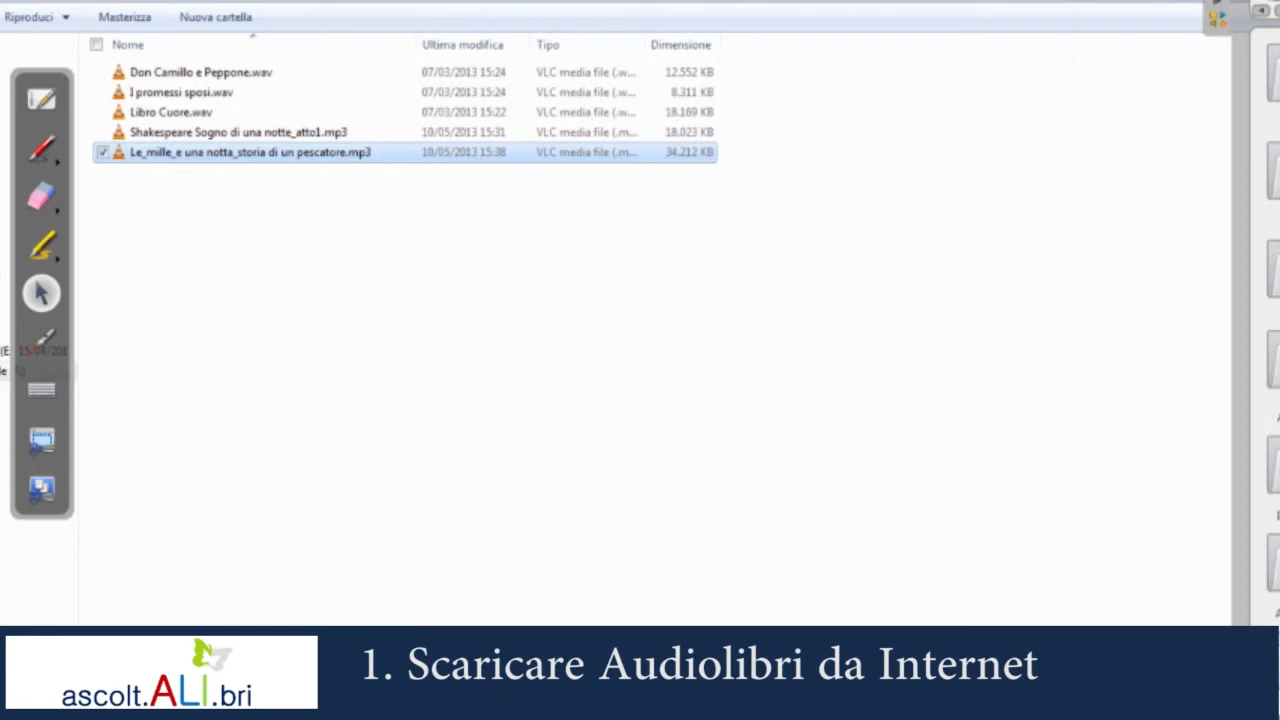 Riproduci Masterizza Nuova cartella
Nome Ultima modifica Tipo Dimensione
Don Camillo e Peppone.wav 07/03/2013 15:24 VLC media file (.w... 12.552 KB
I promessi sposi.wav 07/03/2013 15:24 VLC media file (.w... 8.311 KB
Libro Cuore.wav 07/03/2013 15:22 VLC media file (.w... 18.169 KB
Shakespeare Sogno di una notte_atto1.mp3 10/05/2013 15:31 VLC media file (.m... 18.023 KB
Le_mille_e una notta_storia di un pescatore.mp3 10/05/2013 15:38 VLC media file (.m... 34.212 KB
(E 15/04/201
le
ascolt.ALI.bri
1. Scaricare Audiolibri da Internet